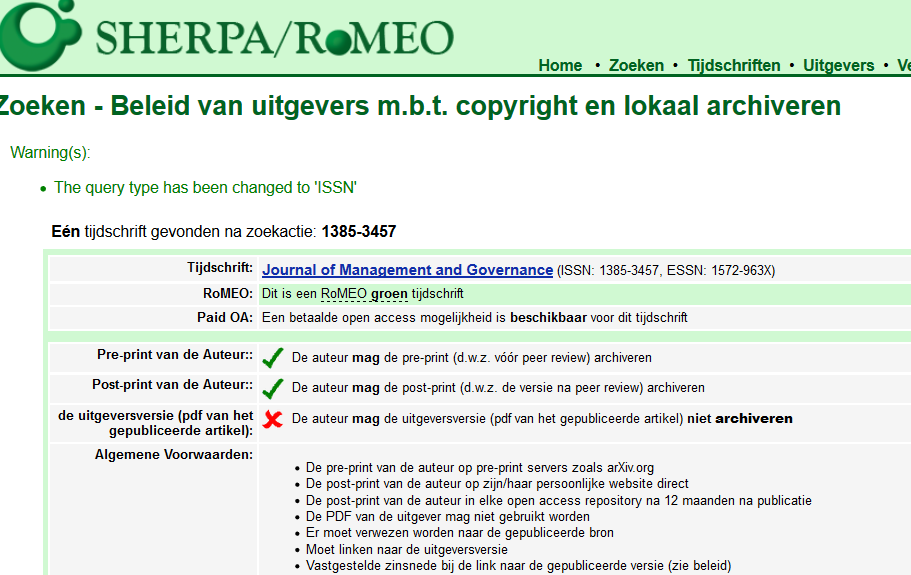 SHERPA/RoMEO
Home • Zoeken • Tijdschriften • Uitgevers •
Zoeken - Beleid van uitgevers m.b.t. copyright en lokaal archiveren
Warning(s):
• The query type has been changed to 'ISSN'
Eén tijdschrift gevonden na zoekactie: 1385-3457
Tijdschrift: Journal of Management and Governance (ISSN: 1385-3457, ESSN: 1572-963X)
RoMEO: Dit is een RoMEO groen tijdschrift
Paid OA: Een betaalde open access mogelijkheid is beschikbaar voor dit tijdschrift
Pre-print van de Auteur:: De auteur mag de pre-print (d.w.z. vóór peer review) archiveren
Post-print van de Auteur:: De auteur mag de post-print (d.w.z. de versie na peer review) archiveren
de uitgeversversie (pdf van het
gepubliceerde artikel): De auteur mag de uitgeversversie (pdf van het gepubliceerde artikel) niet archiveren
Algemene Voorwaarden:
• De pre-print van de auteur op pre-print servers zoals arXiv.org
• De post-print van de auteur op zijn/haar persoonlijke website direct
• De post-print van de auteur in elke open access repository na 12 maanden na publicatie
• De PDF van de uitgever mag niet gebruikt worden
• Er moet verwezen worden naar de gepubliceerde bron
• Moet linken naar de uitgeversversie
• Vastgestelde zinsnede bij de link naar de gepubliceerde versie (zie beleid)